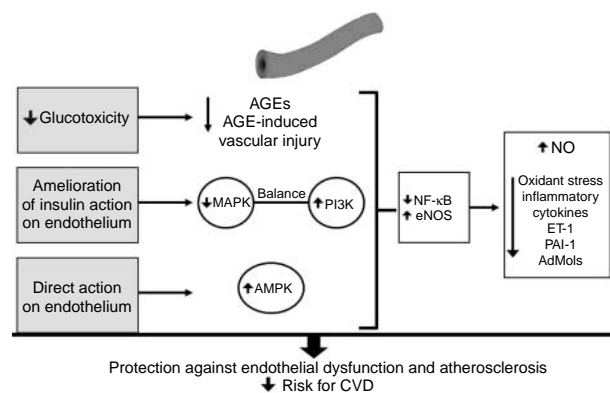 ↓ Glucotoxicity
AGEs
AGE-induced
vascular injury
Amelioration
of insulin action
on endothelium
↓MAPK
Balance
↑PI3K
Direct action
on endothelium
↑AMPK
↓NF-κB
↑ eNOS
↑NO
Oxidant stress
inflammatory
cytokines
ET-1
PAI-1
AdMols
Protection against endothelial dysfunction and atherosclerosis
↓ Risk for CVD